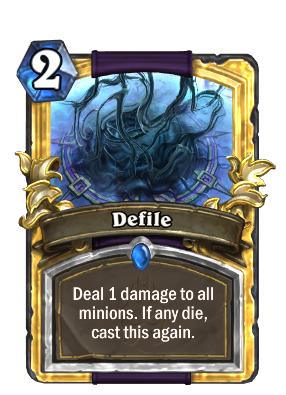 2
Defile
Deal 1 damage to all
minions. If any die,
cast this again.